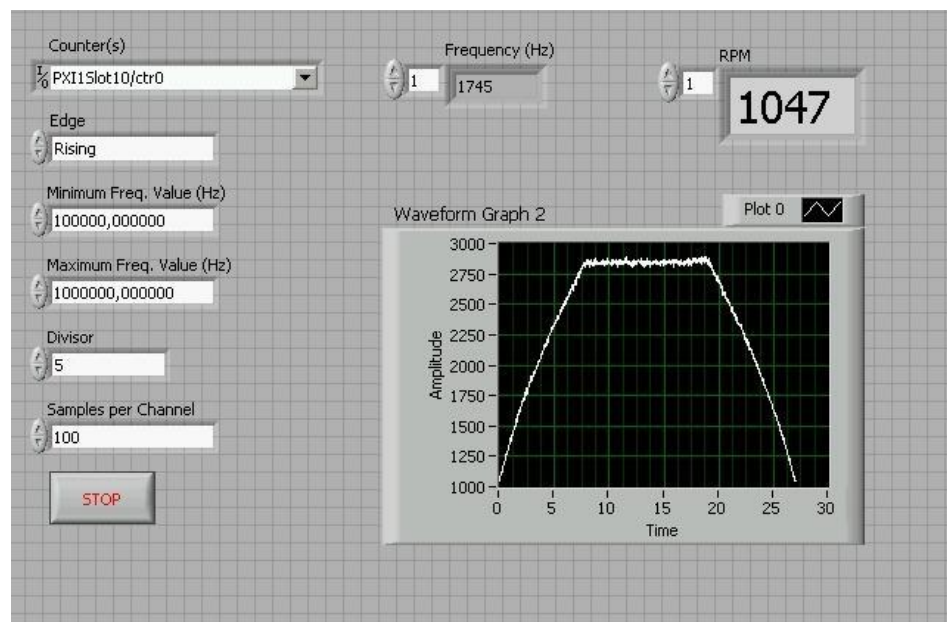 Counter(s)
PXI1Slot10/ctr0
Edge
Rising
Minimum Freq. Value (Hz)
100000,000000
Maximum Freq. Value (Hz)
1000000,000000
Divisor
5
Samples per Channel
100
STOP
Frequency (Hz)
1
1745
RPM
1
1047
Waveform Graph 2
Plot 0
Amplitude
3000
2750
2500
2250
2000
1750
1500
1250
1000
0 5 10 15 20 25 30
Time